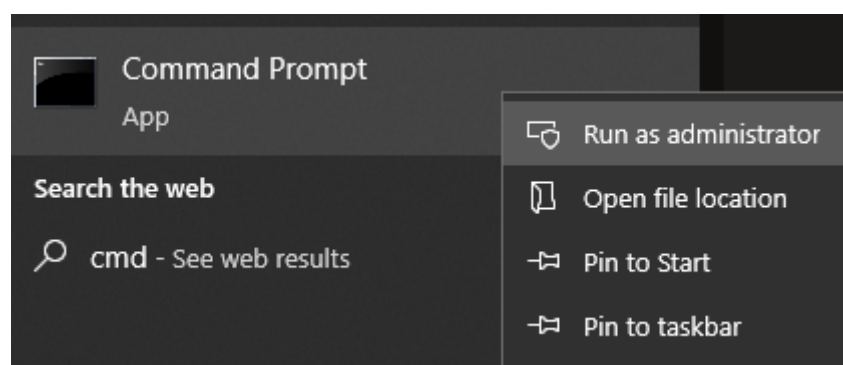 Command Prompt
App
Search the web
cmd - See web results
Run as administrator
Open file location
Pin to Start
Pin to taskbar